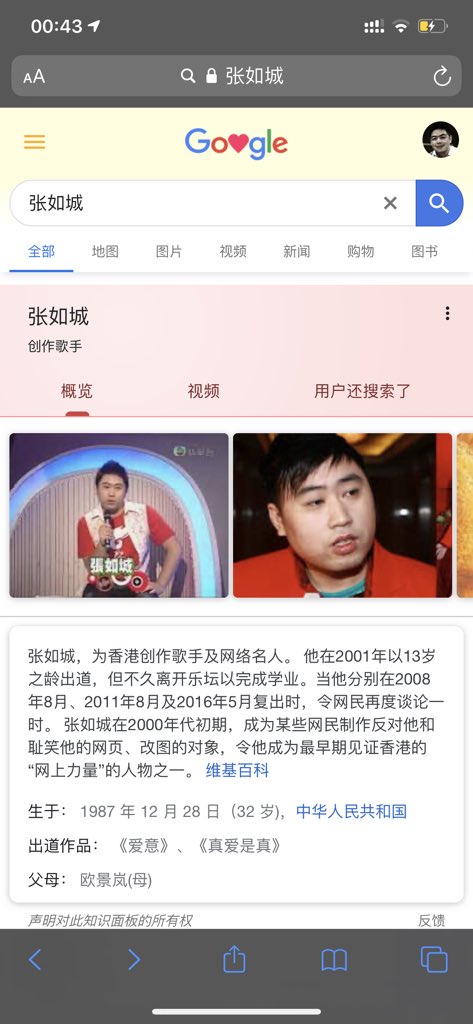 00:43
AA 张如城
Google
张如城
全部 地图 图片 视频 新闻 购物 图书
张如城
创作歌手
概览 视频 用户还搜索了
張如城
张如城，为香港创作歌手及网络名人。 他在2001年以13岁
之龄出道，但不久离开乐坛以完成学业。当他分别在2008
年8月、2011年8月及2016年5月复出时，令网民再度谈论一
时。 张如城在2000年代初期，成为某些网民制作反对他和
耻笑他的网页、改图的对象，令他成为最早期见证香港的
“网上力量”的人物之一。 维基百科
生于： 1987 年 12 月 28 日（32 岁)，中华人民共和国
出道作品： 《爱意》、《真爱是真》
父母： 欧景岚(母)
声明对此知识面板的所有权 反馈